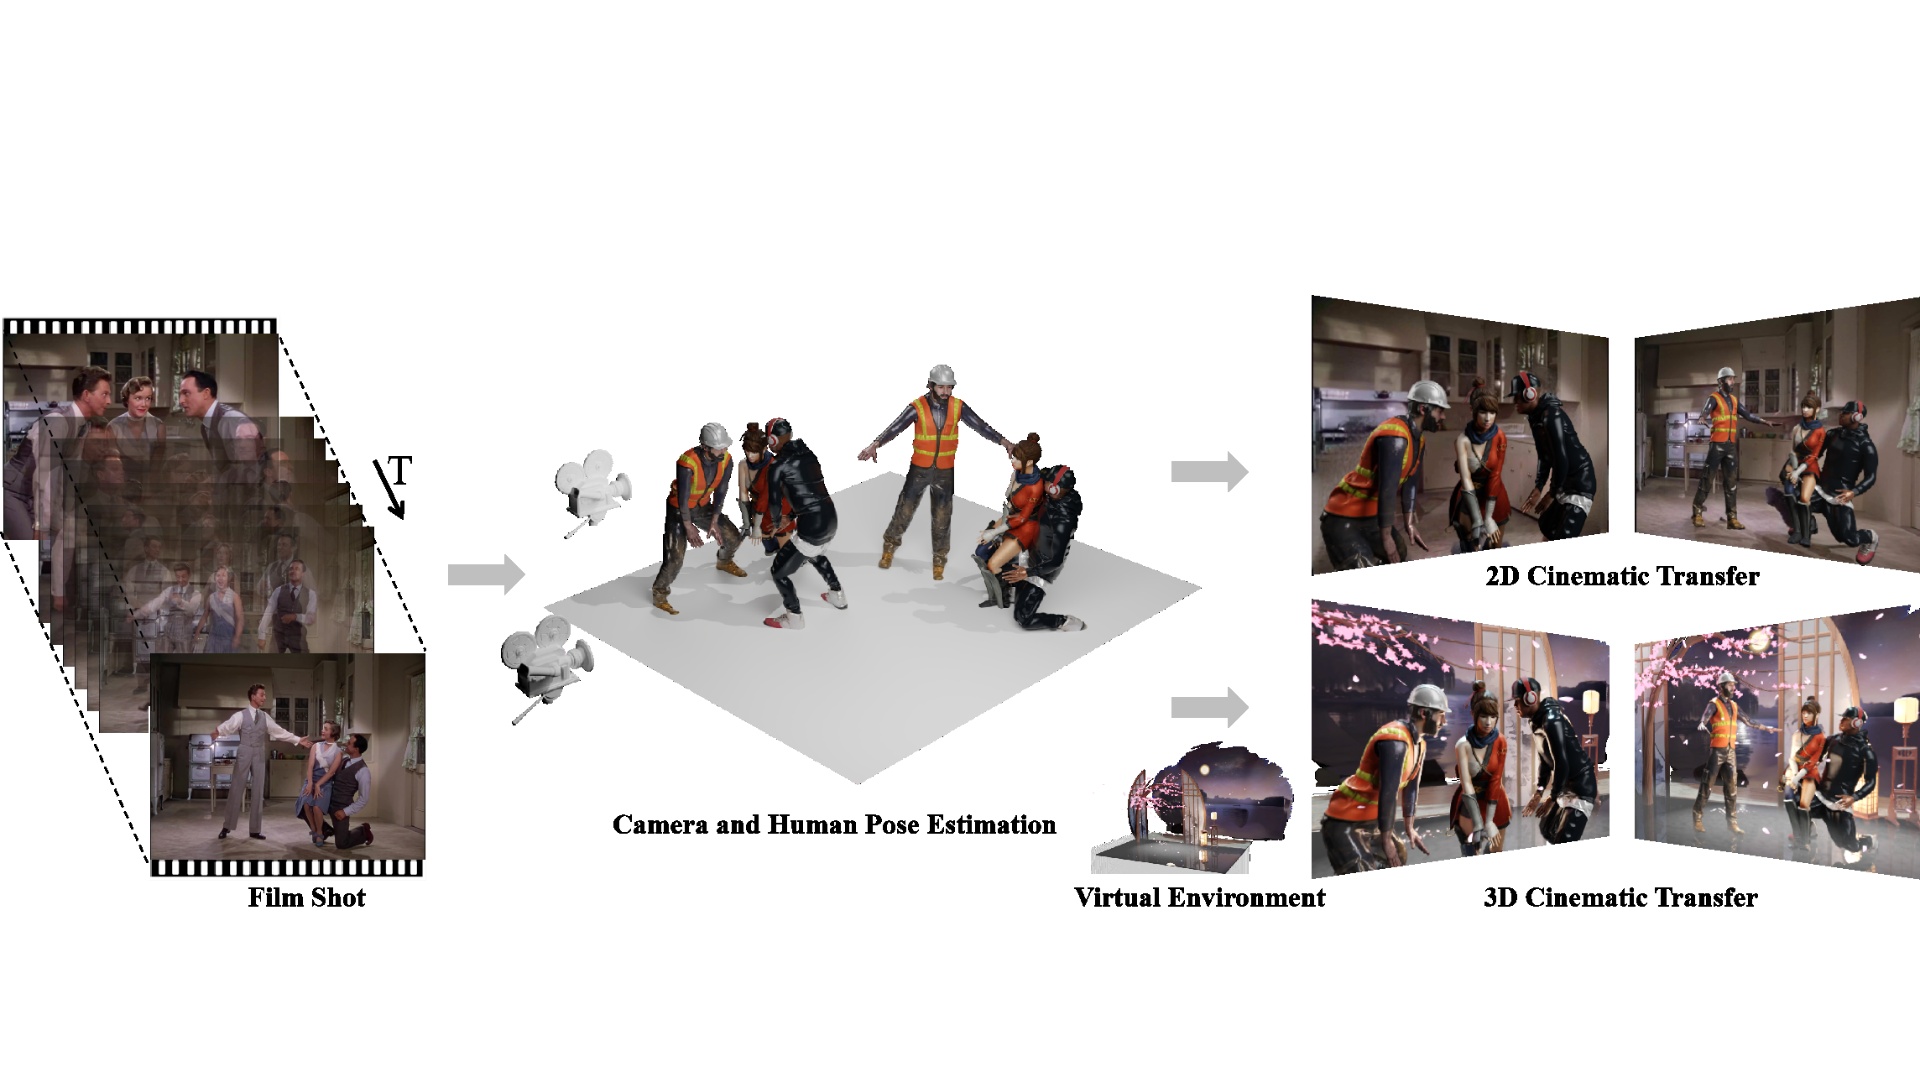 T
Film Shot
Camera and Human Pose Estimation
Virtual Environment
2D Cinematic Transfer
3D Cinematic Transfer